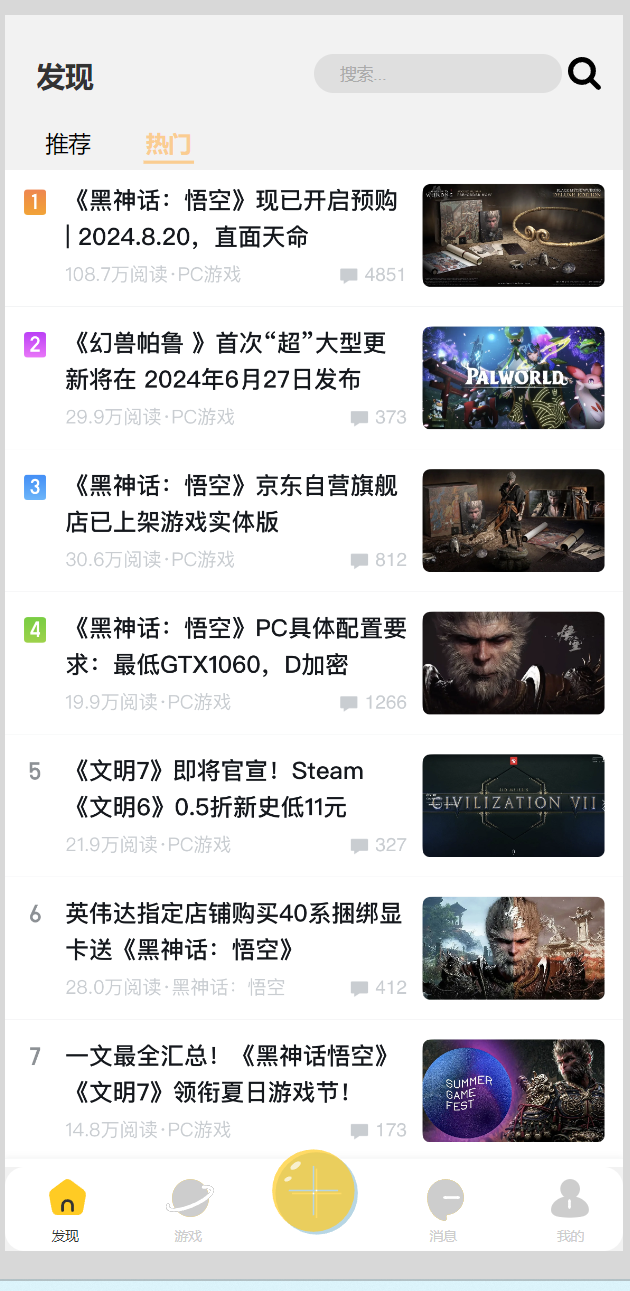 发现
搜索...
推荐
热门
1
《黑神话：悟空》现已开启预购
| 2024.8.20，直面天命
108.7万阅读·PC游戏
4851
2
《幻兽帕鲁 》首次“超”大型更
新将在 2024年6月27日发布
29.9万阅读·PC游戏
373
PALWORLD
3
《黑神话：悟空》京东自营旗舰
店已上架游戏实体版
30.6万阅读·PC游戏
812
4
《黑神话：悟空》PC具体配置要
求：最低GTX1060，D加密
19.9万阅读·PC游戏
1266
悟空
5
《文明7》即将官宣！Steam
《文明6》0.5折新史低11元
21.9万阅读·PC游戏
327
CIVILIZATION VII
6
英伟达指定店铺购买40系捆绑显
卡送《黑神话：悟空》
28.0万阅读·黑神话：悟空
412
7
一文最全汇总！《黑神话悟空》
《文明7》领衔夏日游戏节！
14.8万阅读·PC游戏
173
SUMMER
GAME
FEST
发现
游戏
消息
我的